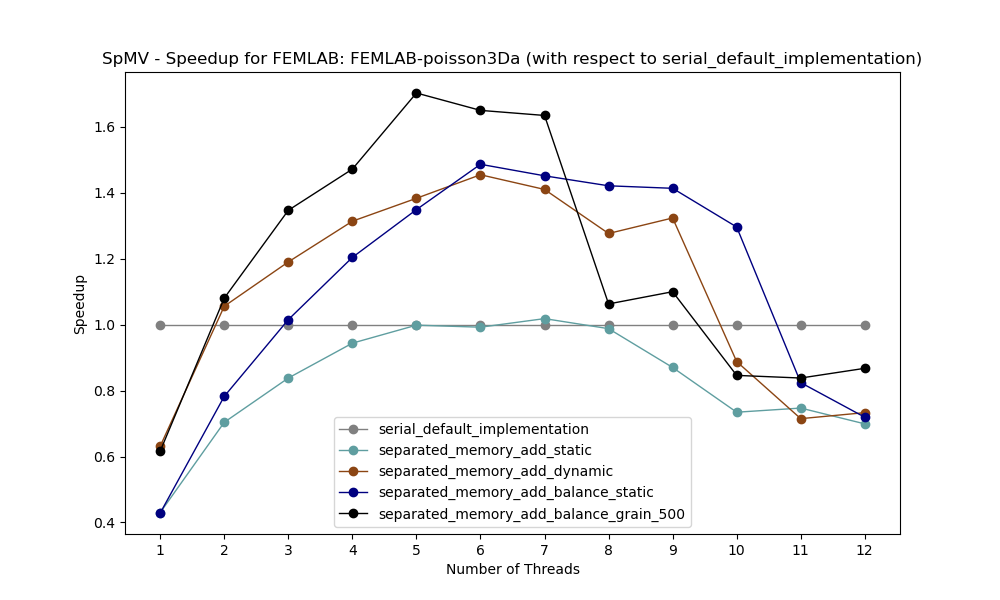 SpMV - Speedup for FEMLAB: FEMLAB-poisson3Da (with respect to serial_default_implementation)
Speedup
1.6
1.4
1.2
1.0
0.8
0.6
0.4
serial_default_implementation
separated_memory_add_static
separated_memory_add_dynamic
separated_memory_add_balance_static
separated_memory_add_balance_grain_500
1 2 3 4 5 6 7 8 9 10 11 12
Number of Threads